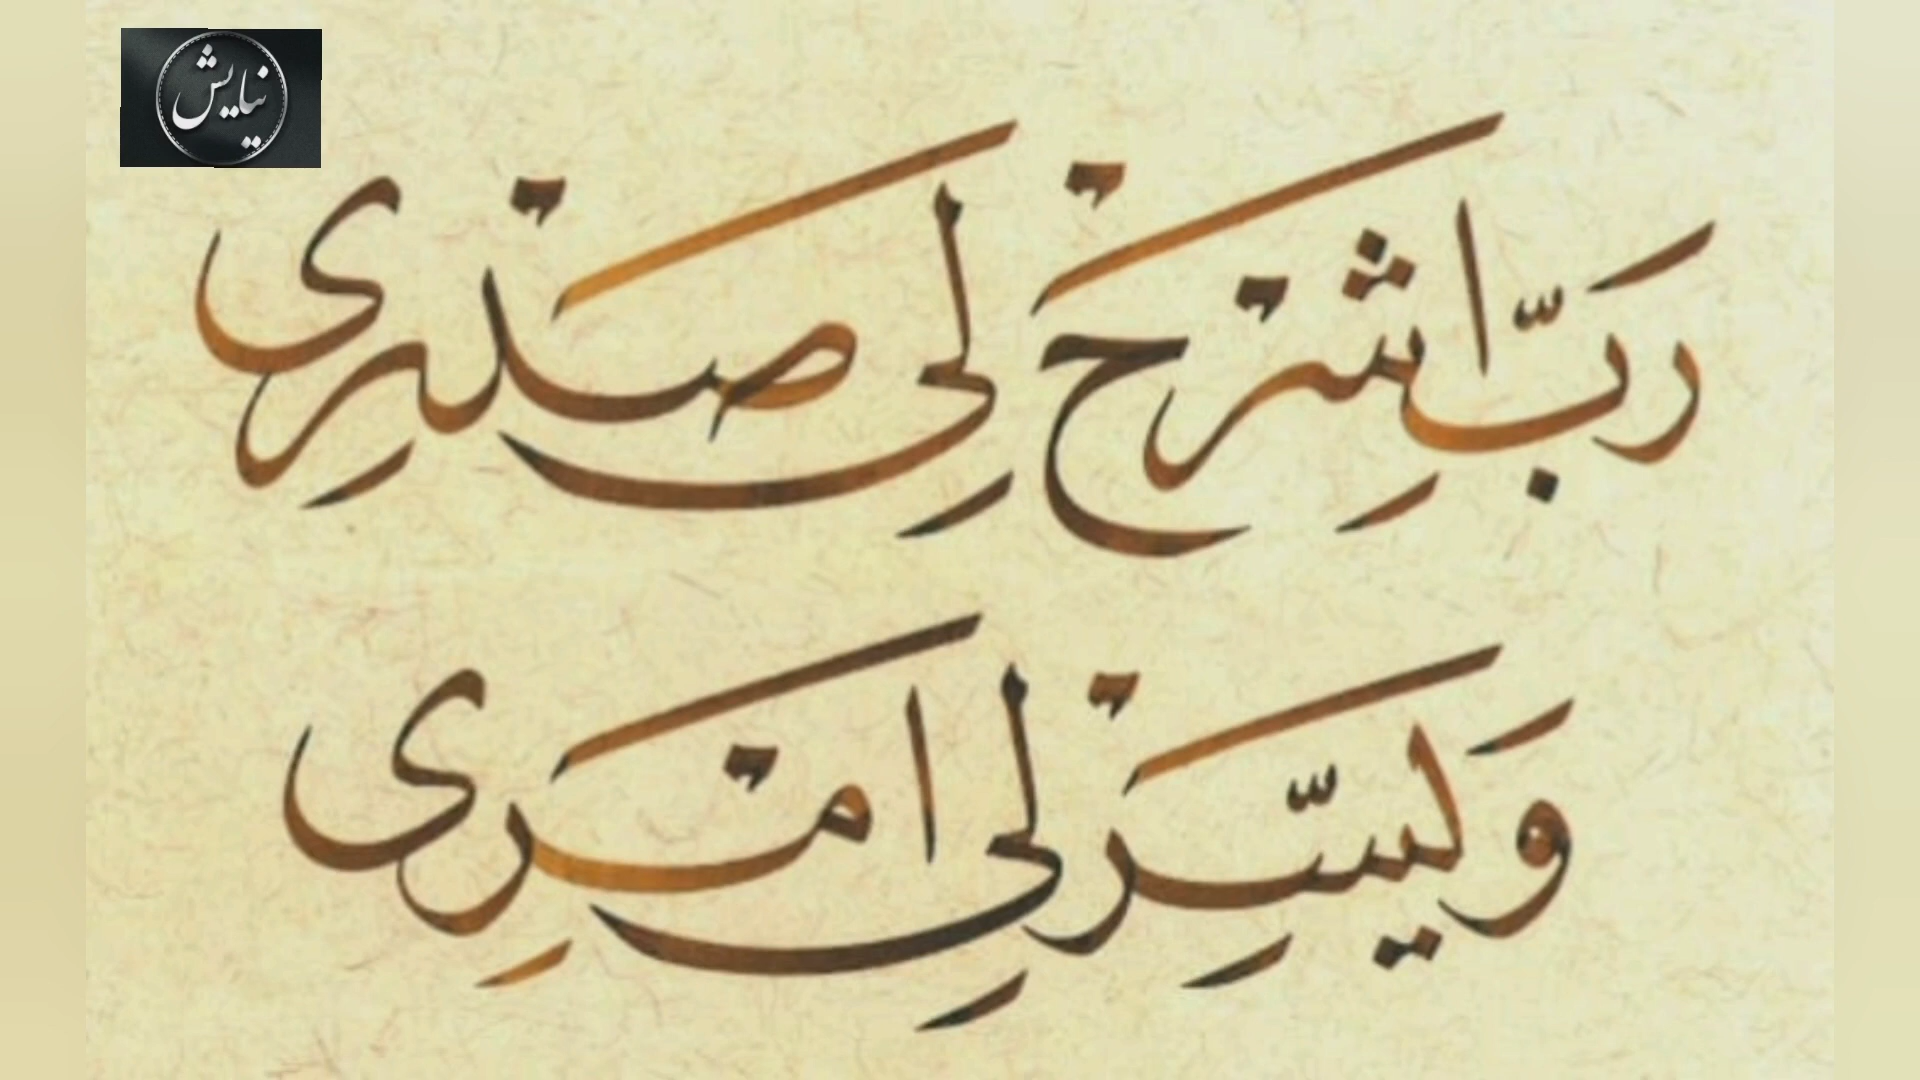 نیایش
رَبِّ اشْرَحْ لِی صَدْرِی
وَیَسِّرْ لِی اَمْرِی